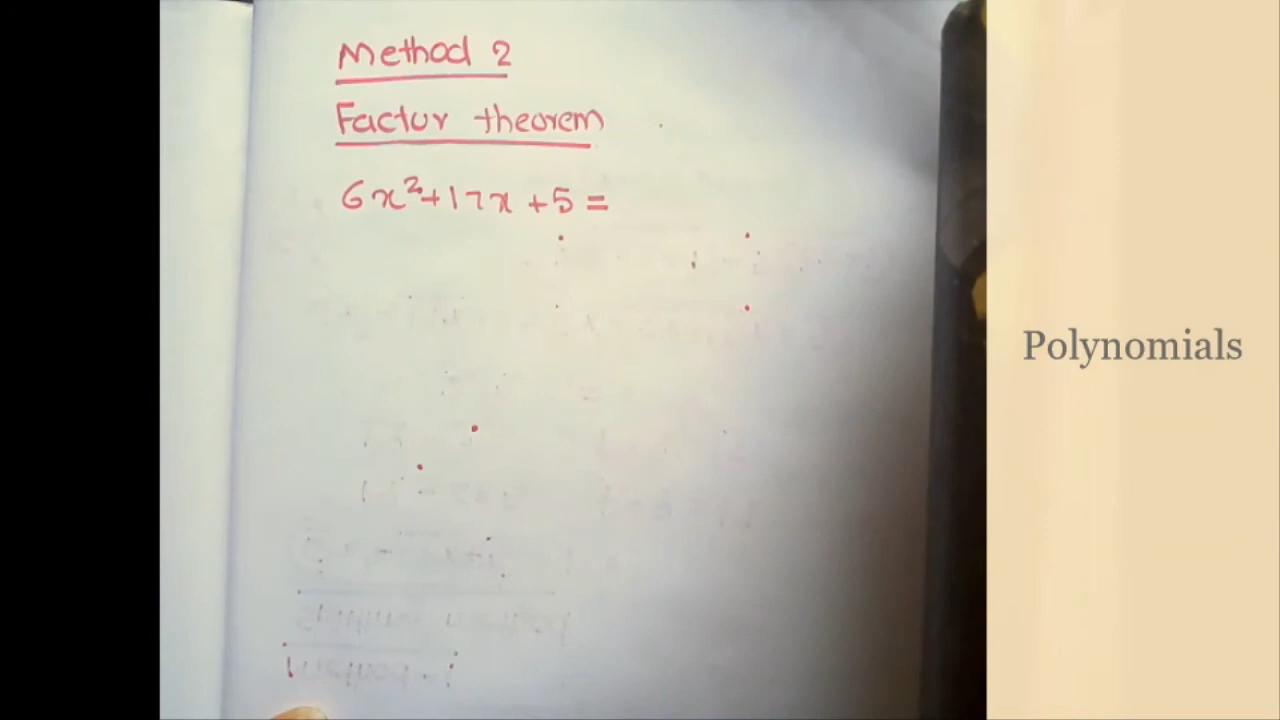 Method 2
Factor theorem
6x²+17x+5=
Polynomials